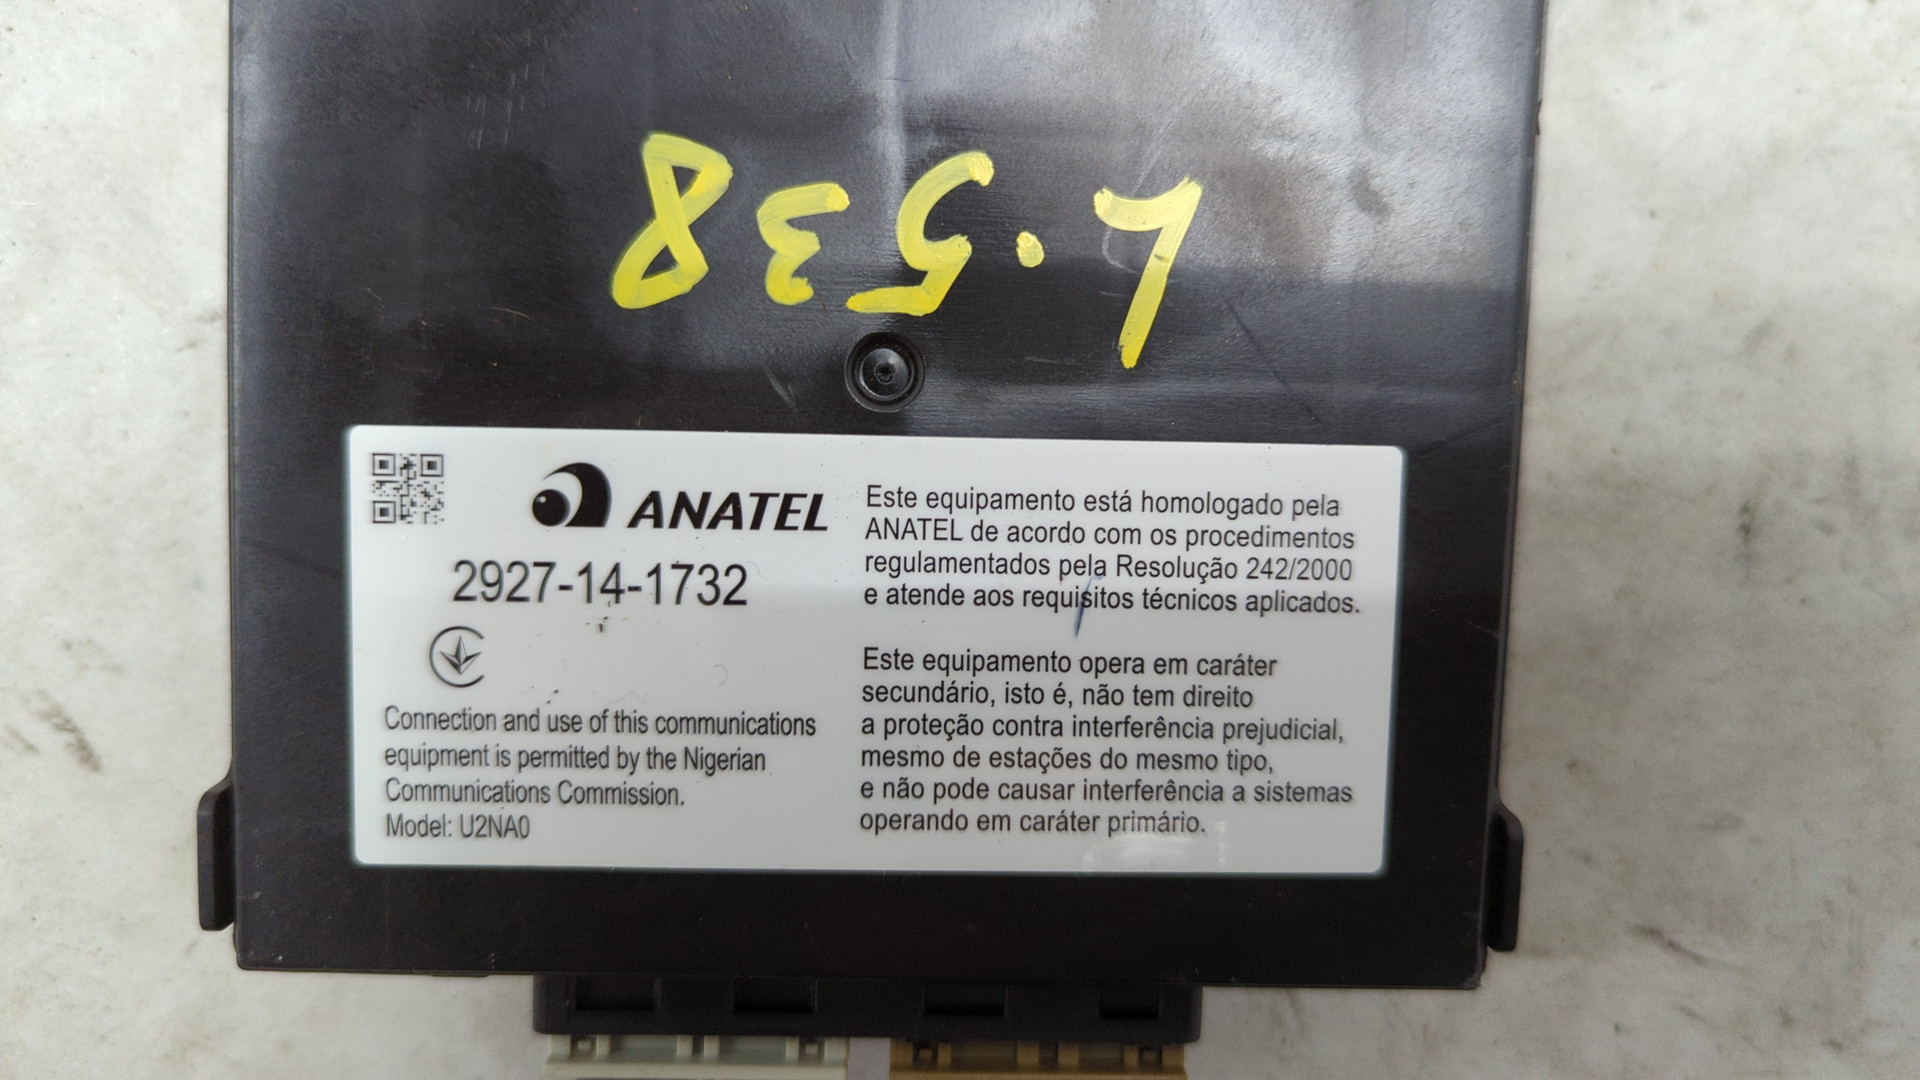 L.538
ANATEL
2927-14-1732
Connection and use of this communications
equipment is permitted by the Nigerian
Communications Commission.
Model: U2NA0
Este equipamento está homologado pela
ANATEL de acordo com os procedimentos
regulamentados pela Resolução 242/2000
e atende aos requisitos técnicos aplicados.
Este equipamento opera em caráter
secundário, isto é, não tem direito
a proteção contra interferência prejudicial,
mesmo de estações do mesmo tipo,
e não pode causar interferência a sistemas
operando em caráter primário.